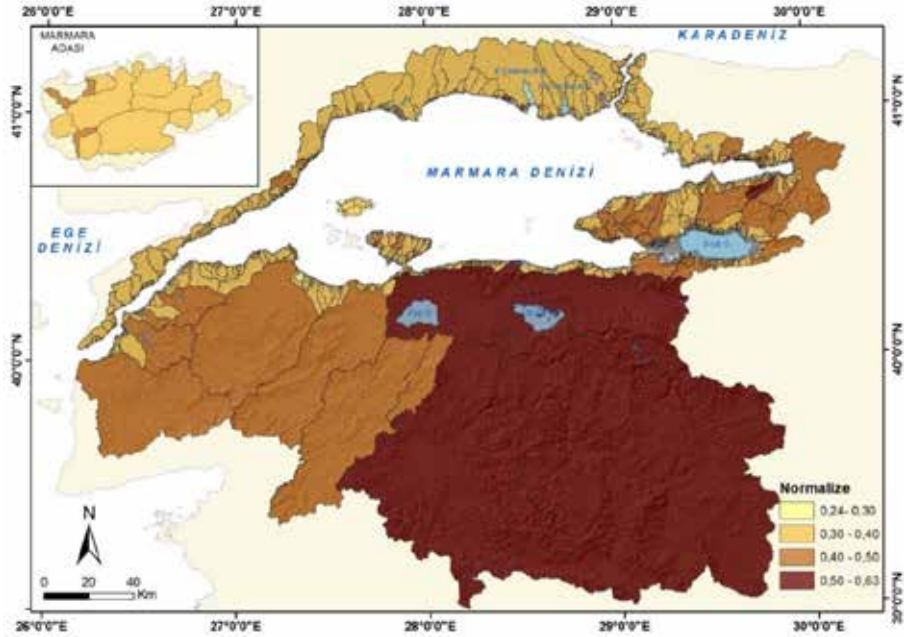 26°0'0"E 27°0'0"E 28°0'0"E 29°0'0"E 30°0'0"E
MARMARA
ADASI
KARADENİZ
41°0'0"N
41°0'0"N
MARMARA DENİZİ
EGE
DENİZİ
40°0'0"N
40°0'0"N
Normalize
0,24- 0,30
0,30 - 0,40
0,40 - 0,50
0,50 - 0,63
N
0 20 40
Km
26°0'0"E 27°0'0"E 28°0'0"E 29°0'0"E 30°0'0"E